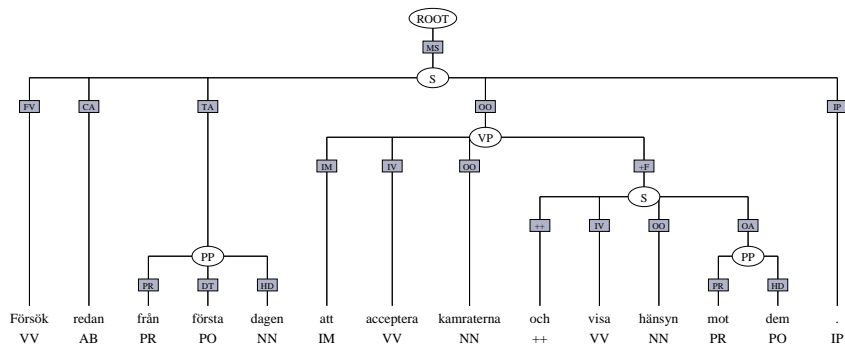 ROOT
MS
S
FV CA TA OO IP
VP
IM IV OO +F
S
++ IV OO OA
PP PP
PR DT HD PR HD
Försök redan från första dagen att acceptera kamraterna och visa hänsyn mot dem .
VV AB PR PO NN IM VV NN ++ VV NN PR PO IP